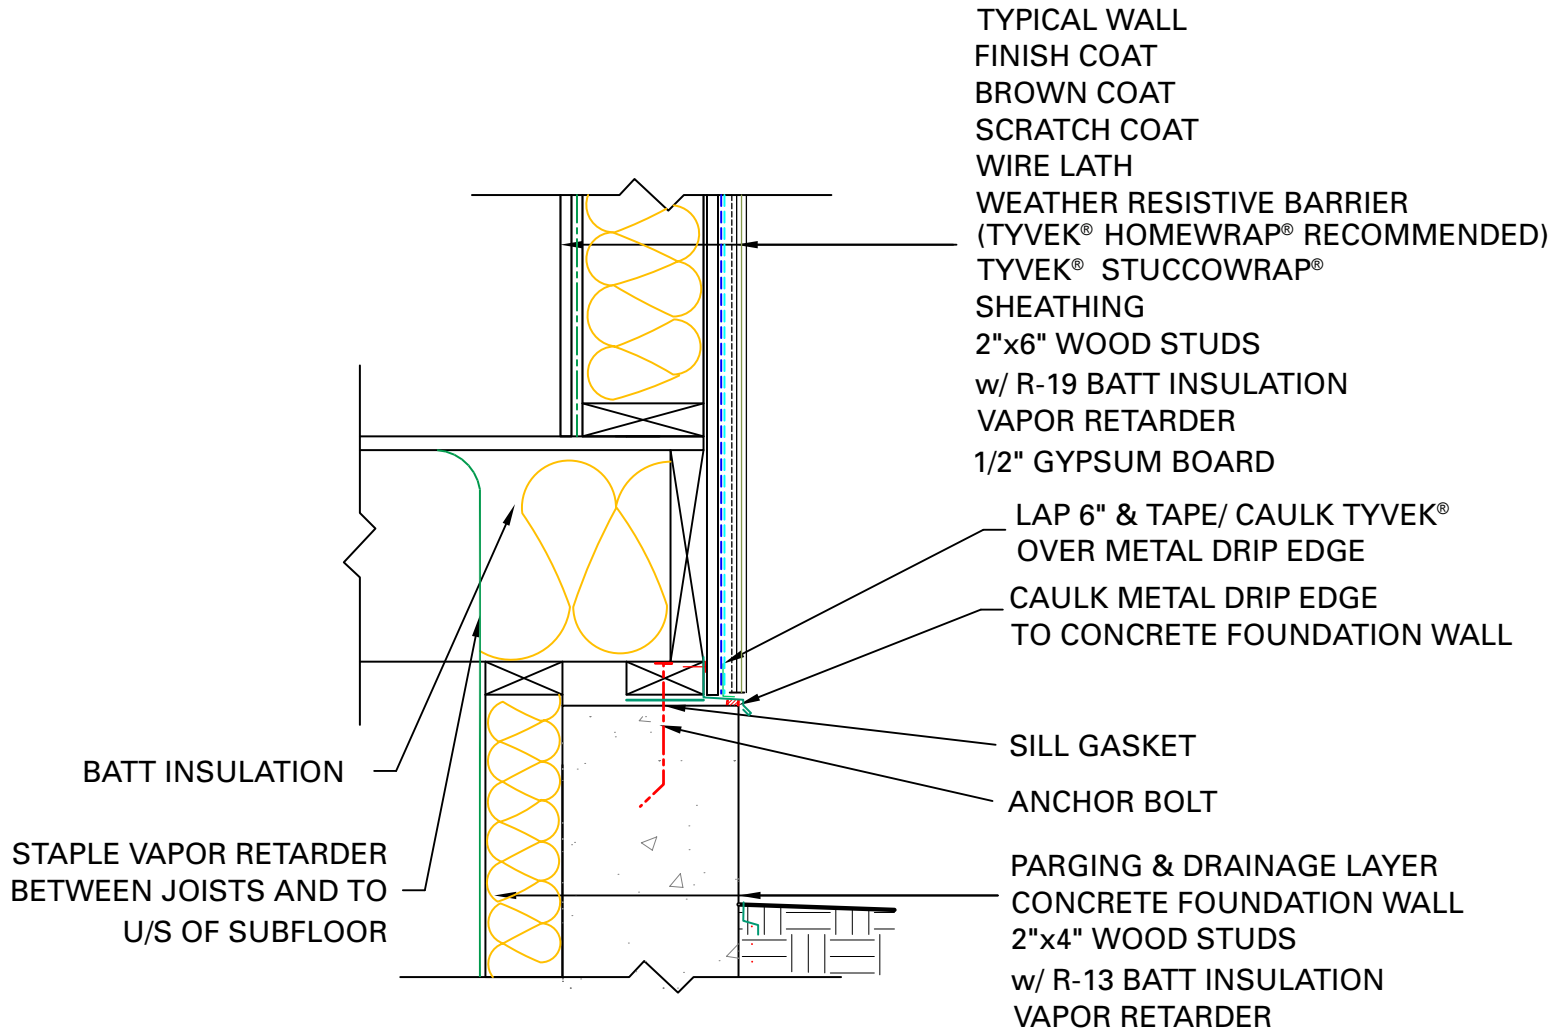 TYPICAL WALL
FINISH COAT
BROWN COAT
SCRATCH COAT
WIRE LATH
WEATHER RESISTIVE BARRIER
(TYVEK® HOMEWRAP® RECOMMENDED)
TYVEK® STUCCOWRAP®
SHEATHING
2"x6" WOOD STUDS
w/ R-19 BATT INSULATION
VAPOR RETARDER
1/2" GYPSUM BOARD
LAP 6" & TAPE/ CAULK TYVEK®
OVER METAL DRIP EDGE
CAULK METAL DRIP EDGE
TO CONCRETE FOUNDATION WALL
SILL GASKET
ANCHOR BOLT
PARGING & DRAINAGE LAYER
CONCRETE FOUNDATION WALL
2"x4" WOOD STUDS
w/ R-13 BATT INSULATION
VAPOR RETARDER
BATT INSULATION
STAPLE VAPOR RETARDER
BETWEEN JOISTS AND TO
U/S OF SUBFLOOR